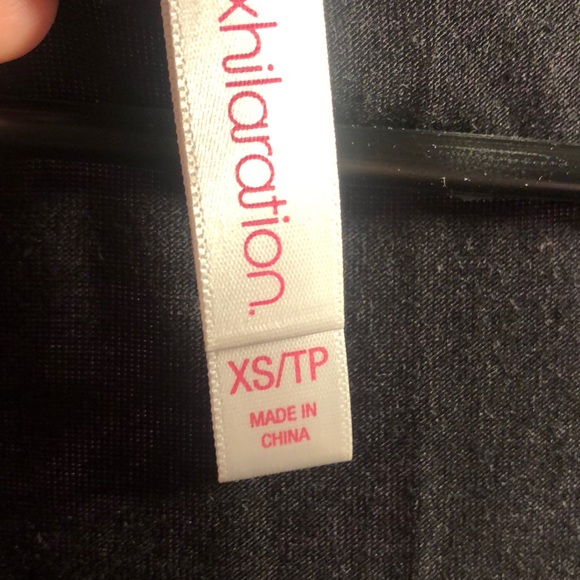 xhilaration.
XS/TP
MADE IN
CHINA